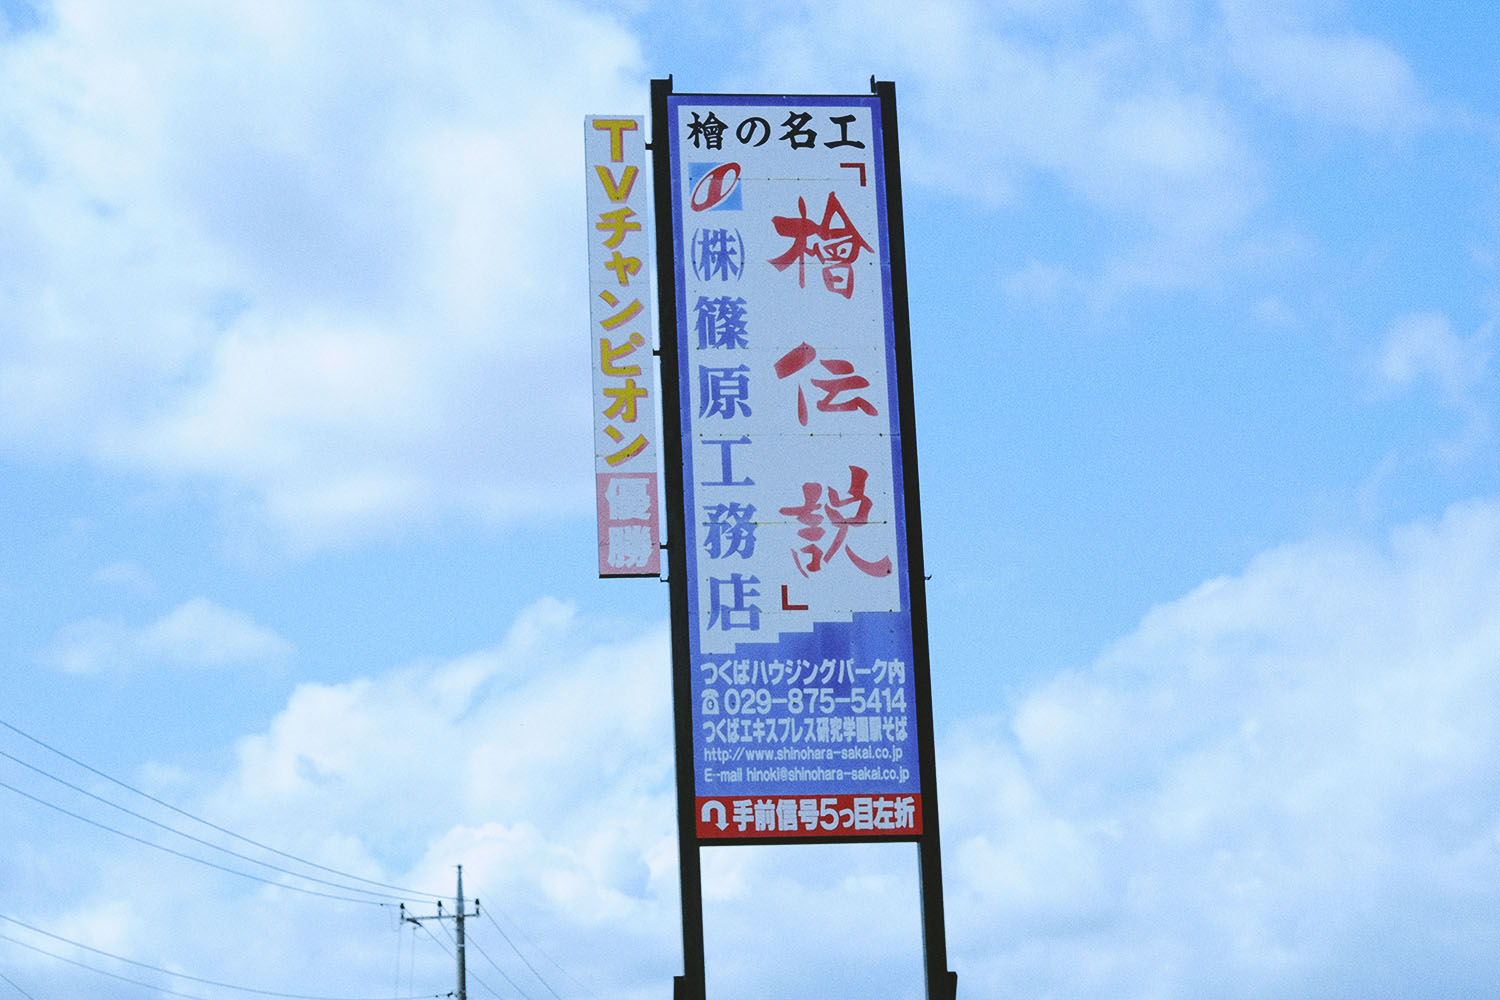 TVチャンピオン
優勝
檜の名工
「檜伝説」
㈱篠原工務店
つくばハウジングパーク内
☎029-875-5414
つくばエキスプレス研究学園駅そば
http://www.shinohara-sakai.co.jp
E-mail hinoki@shinohara-sakai.co.jp
手前信号5っ目左折